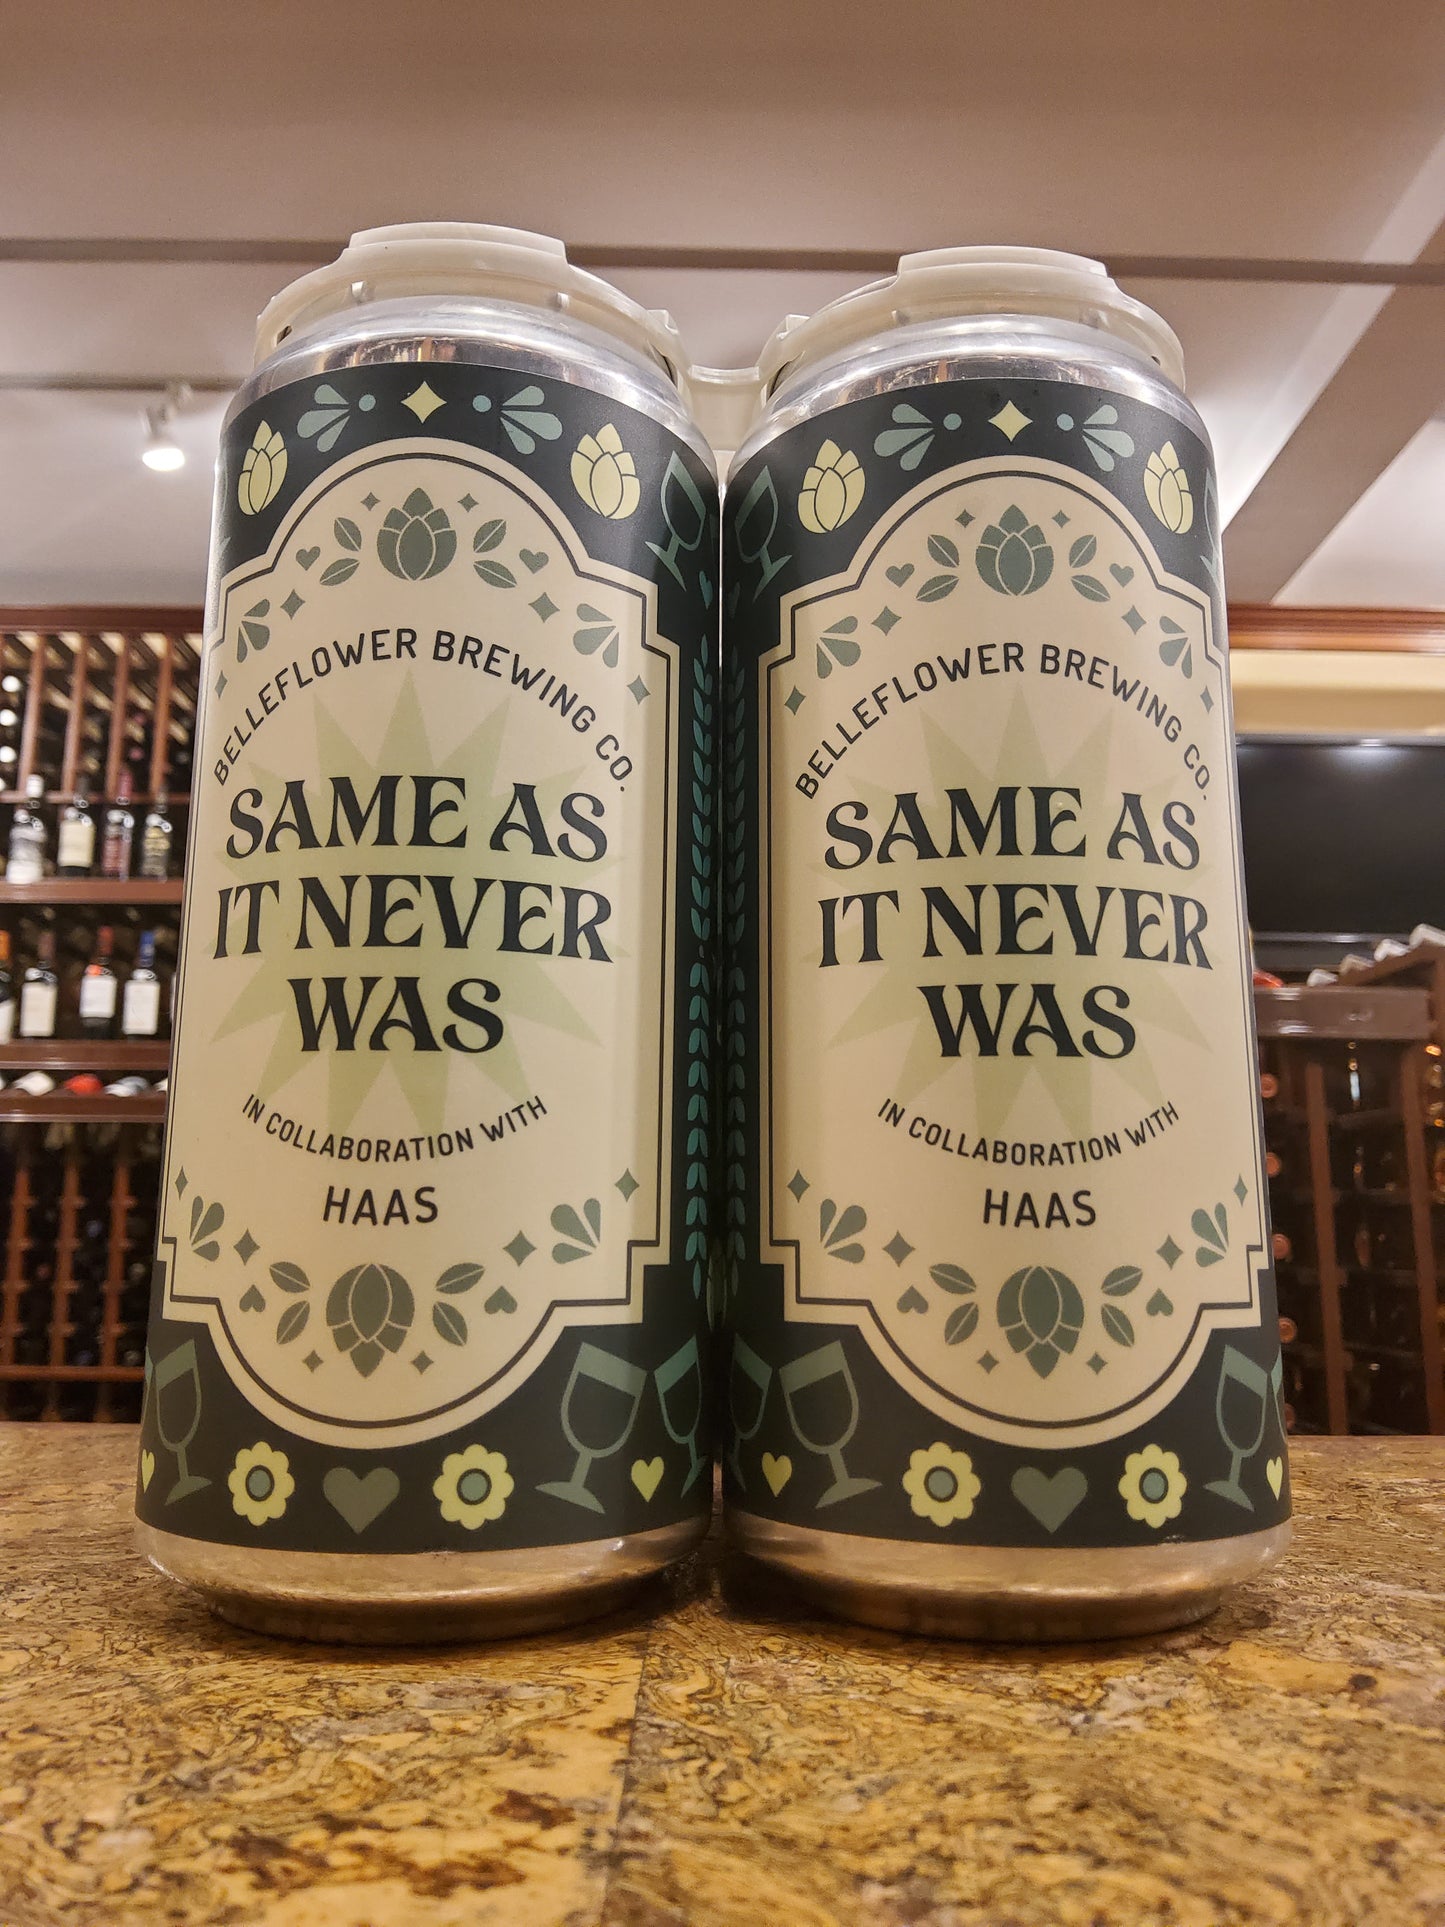 BELLEFLOWER BREWING CO.
SAME AS
IT NEVER
WAS
IN COLLABORATION WITH
HAAS
BELLEFLOWER BREWING CO.
SAME AS
IT NEVER
WAS
IN COLLABORATION WITH
HAAS